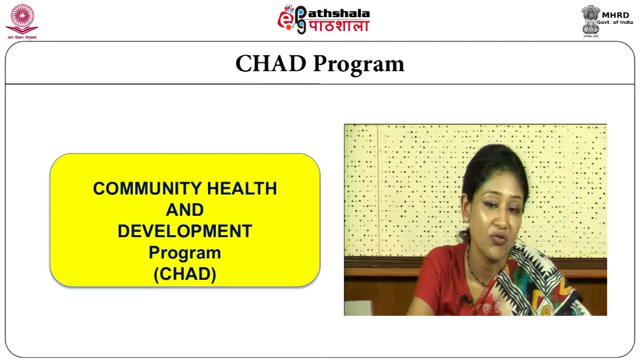 Pathshala
पाठशाला
MHRD
Govt. of India
CHAD Program
COMMUNITY HEALTH
AND
DEVELOPMENT
Program
(CHAD)